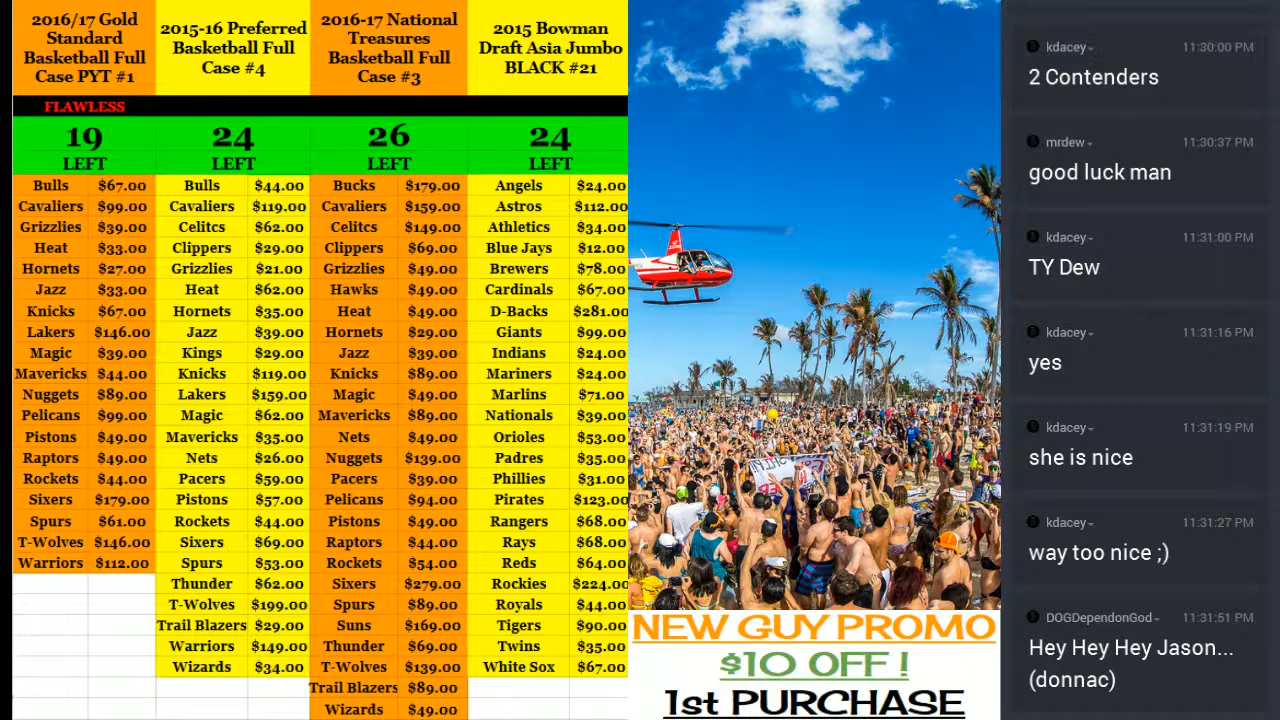 2016/17 Gold
Standard
Basketball Full
Case PYT #1
FLAWLESS
19
LEFT
Bulls $67.00
Cavaliers $99.00
Grizzlies $39.00
Heat $33.00
Hornets $27.00
Jazz $33.00
Knicks $67.00
Lakers $146.00
Magic $39.00
Mavericks $44.00
Nuggets $89.00
Pelicans $99.00
Pistons $49.00
Raptors $49.00
Rockets $44.00
Sixers $179.00
Spurs $61.00
T-Wolves $146.00
Warriors $112.00
2015-16 Preferred
Basketball Full
Case #4
24
LEFT
Bulls $44.00
Cavaliers $119.00
Celitcs $62.00
Clippers $29.00
Grizzlies $21.00
Heat $62.00
Hornets $35.00
Jazz $39.00
Kings $29.00
Knicks $119.00
Lakers $159.00
Magic $62.00
Mavericks $35.00
Nets $26.00
Pacers $59.00
Pistons $57.00
Rockets $44.00
Sixers $69.00
Spurs $53.00
Thunder $62.00
T-Wolves $199.00
Trail Blazers $29.00
Warriors $149.00
Wizards $34.00
2016-17 National
Treasures
Basketball Full
Case #3
26
LEFT
Bucks $179.00
Cavaliers $159.00
Celitcs $149.00
Clippers $69.00
Grizzlies $49.00
Hawks $49.00
Heat $49.00
Hornets $29.00
Jazz $39.00
Knicks $89.00
Magic $49.00
Mavericks $89.00
Nets $49.00
Nuggets $139.00
Pacers $39.00
Pelicans $94.00
Pistons $49.00
Raptors $44.00
Rockets $54.00
Sixers $279.00
Spurs $89.00
Suns $169.00
Thunder $69.00
T-Wolves $139.00
Trail Blazers $89.00
Wizards $49.00
2015 Bowman
Draft Asia Jumbo
BLACK #21
24
LEFT
Angels $24.00
Astros $112.00
Athletics $34.00
Blue Jays $12.00
Brewers $78.00
Cardinals $67.00
D-Backs $281.00
Giants $99.00
Indians $24.00
Mariners $24.00
Marlins $71.00
Nationals $39.00
Orioles $53.00
Padres $35.00
Phillies $31.00
Pirates $123.00
Rangers $68.00
Rays $68.00
Reds $64.00
Rockies $224.00
Royals $44.00
Tigers $90.00
Twins $35.00
White Sox $67.00
NEW GUY PROMO
$10 OFF !
1st PURCHASE
kdacey 11:30:00 PM
2 Contenders
mrdew 11:30:37 PM
good luck man
kdacey 11:31:00 PM
TY Dew
kdacey 11:31:16 PM
yes
kdacey 11:31:19 PM
she is nice
kdacey 11:31:27 PM
way too nice ;)
DOGDependonGod 11:31:51 PM
Hey Hey Hey Jason...
(donnac)